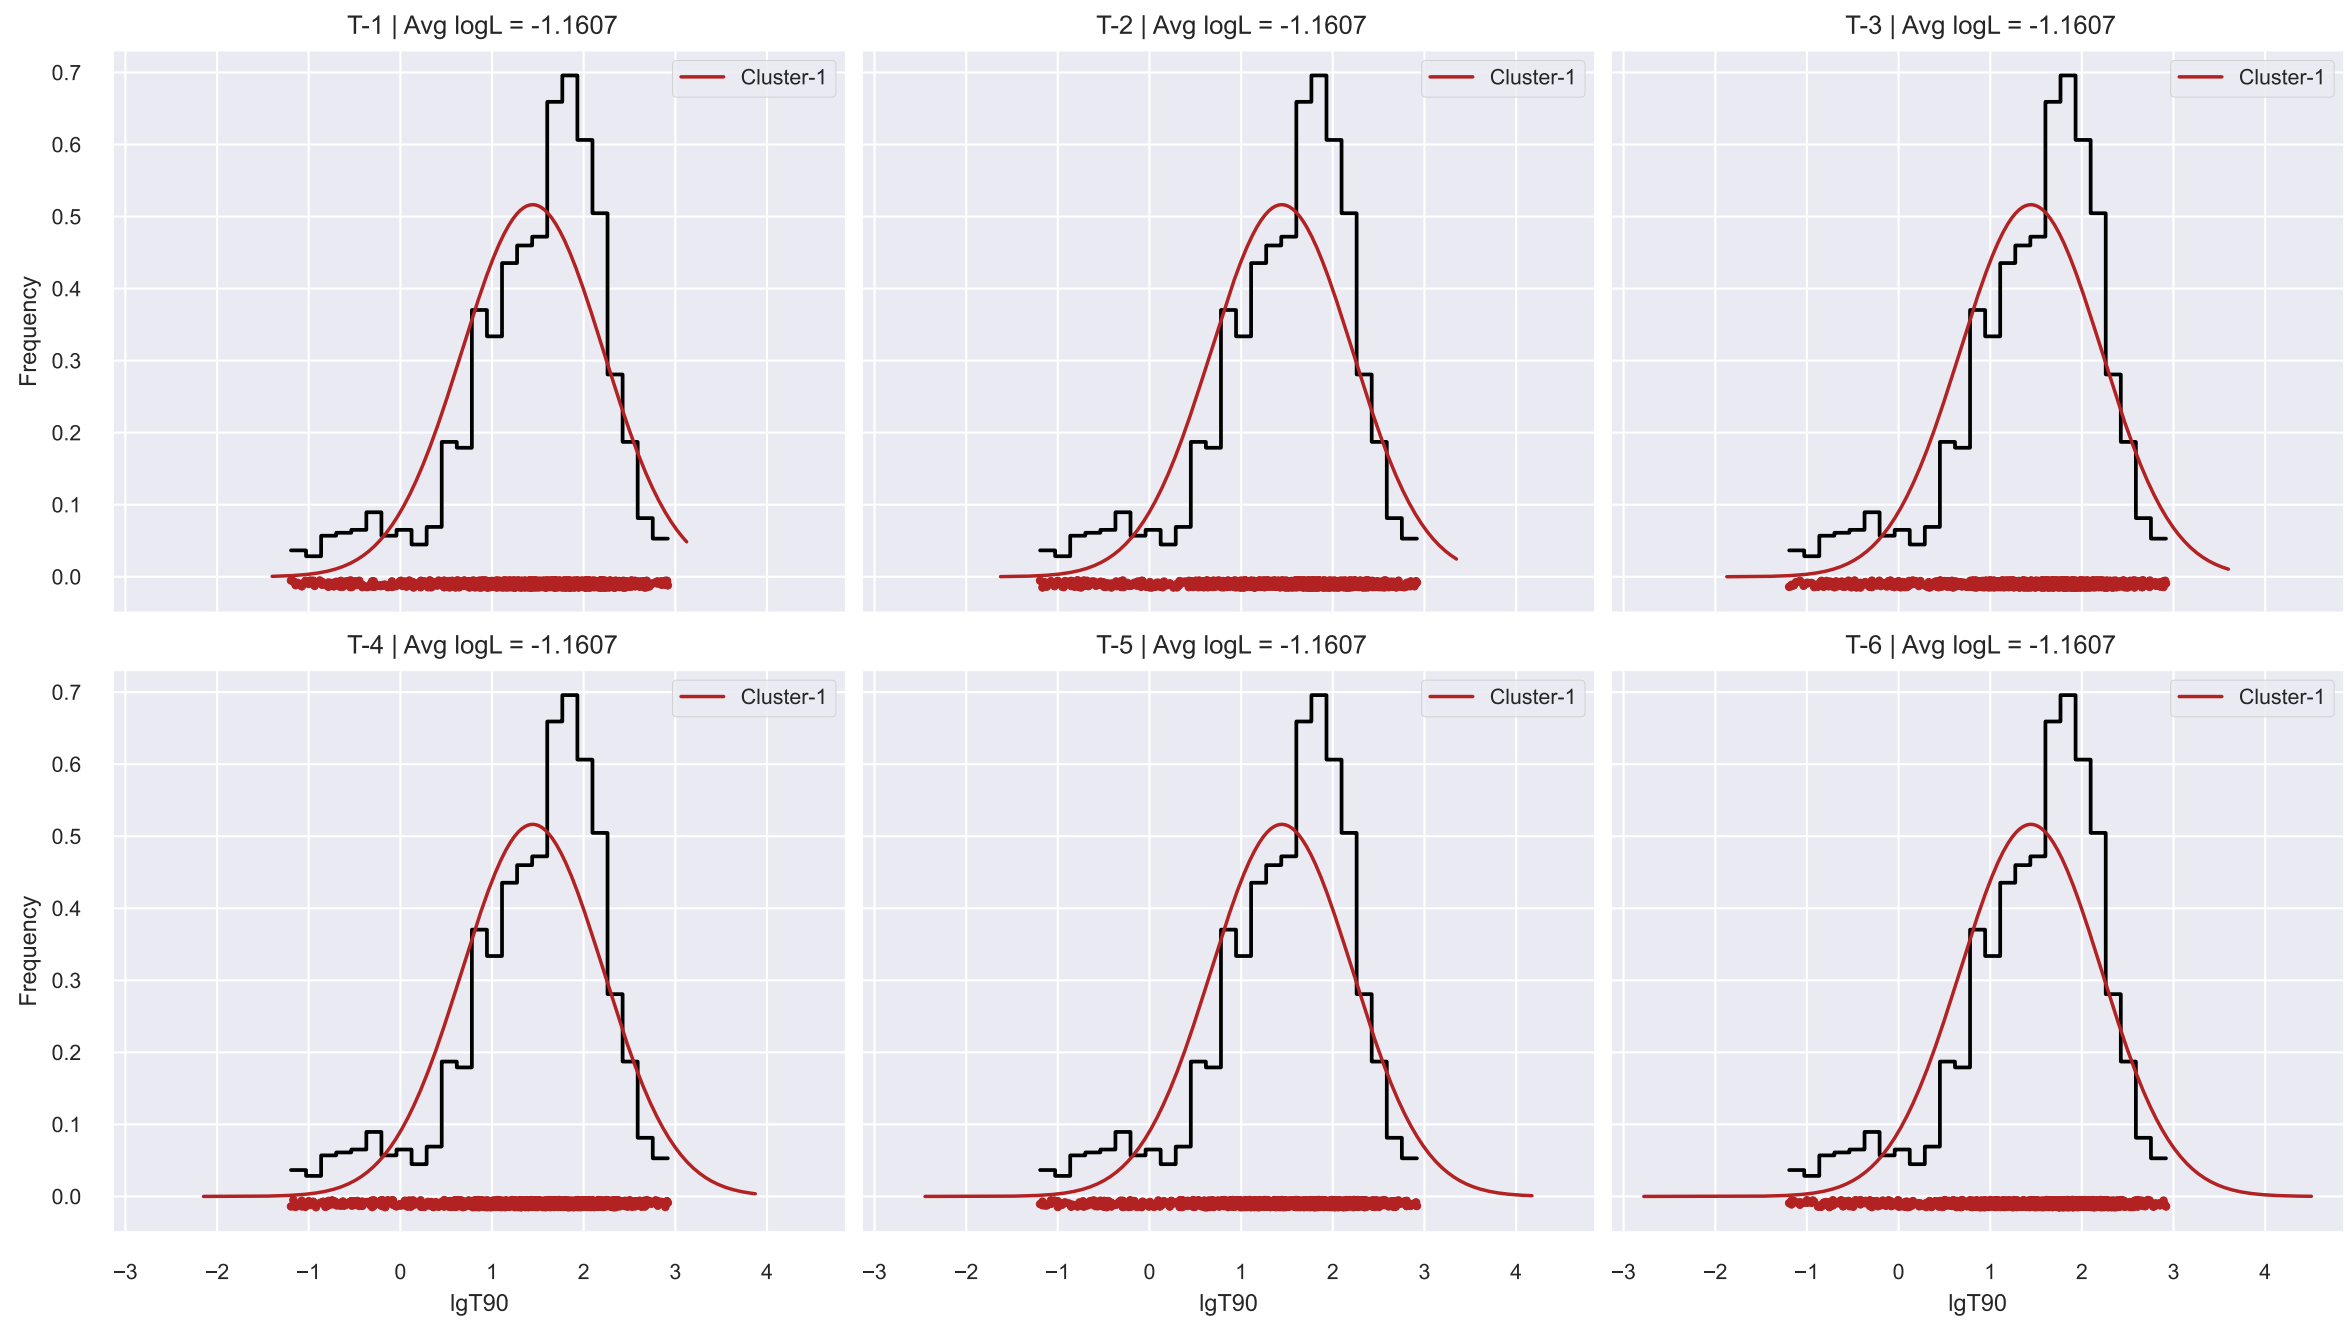 T-1 | Avg logL = -1.1607
T-2 | Avg logL = -1.1607
T-3 | Avg logL = -1.1607
Cluster-1
Cluster-1
Cluster-1
0.7
0.6
0.5
0.4
0.3
0.2
0.1
0.0
Frequency
T-4 | Avg logL = -1.1607
T-5 | Avg logL = -1.1607
T-6 | Avg logL = -1.1607
Cluster-1
Cluster-1
Cluster-1
0.7
0.6
0.5
0.4
0.3
0.2
0.1
0.0
Frequency
−3 −2 −1 0 1 2 3 4
−3 −2 −1 0 1 2 3 4
−3 −2 −1 0 1 2 3 4
lgT90
lgT90
lgT90